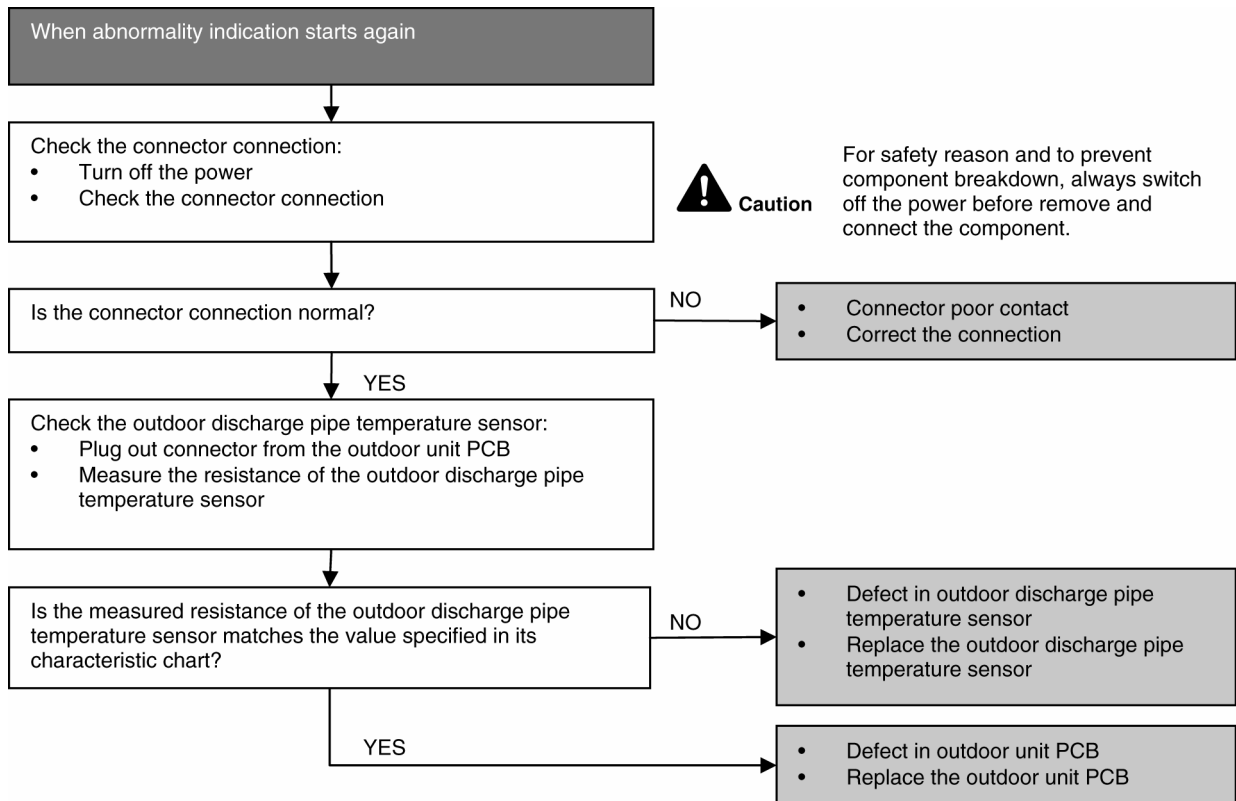 When abnormality indication starts again
Check the connector connection:
• Turn off the power
• Check the connector connection
Caution
For safety reason and to prevent
component breakdown, always switch
off the power before remove and
connect the component.
Is the connector connection normal?
NO
• Connector poor contact
• Correct the connection
YES
Check the outdoor discharge pipe temperature sensor:
• Plug out connector from the outdoor unit PCB
• Measure the resistance of the outdoor discharge pipe
temperature sensor
Is the measured resistance of the outdoor discharge pipe
temperature sensor matches the value specified in its
characteristic chart?
NO
• Defect in outdoor discharge pipe
temperature sensor
• Replace the outdoor discharge pipe
temperature sensor
YES
• Defect in outdoor unit PCB
• Replace the outdoor unit PCB